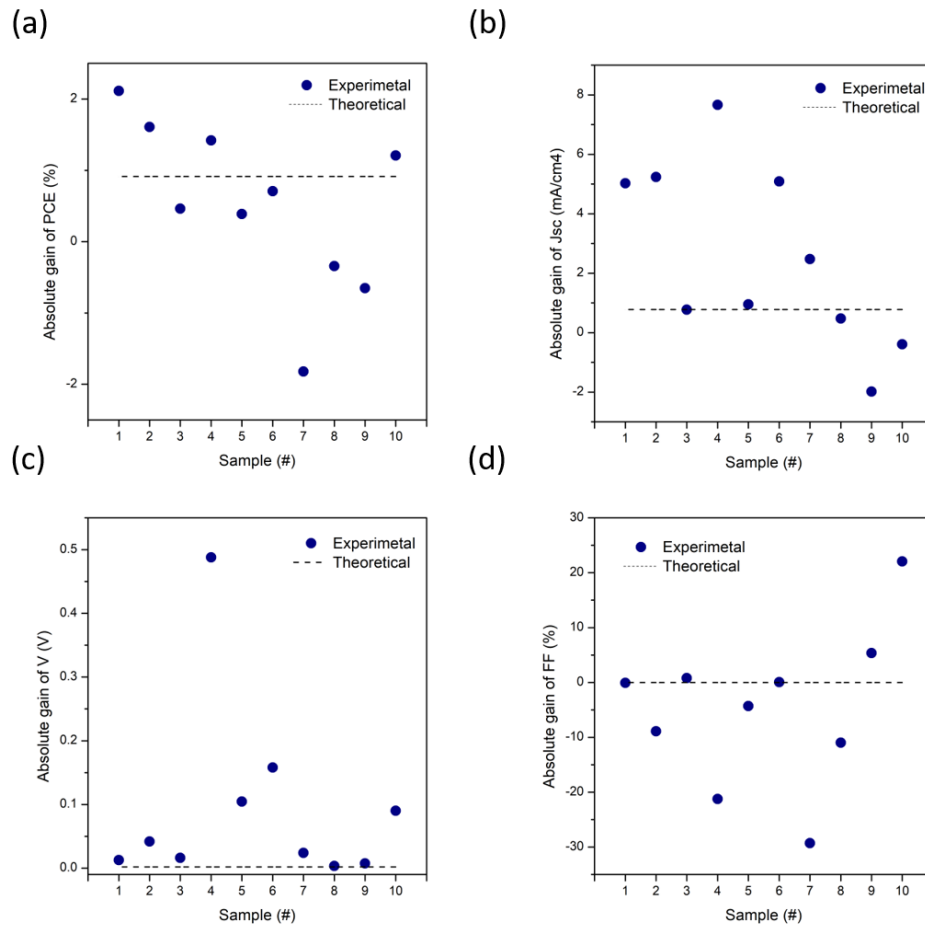 (a)
Absolute gain of PCE (%)
2
0
-2
Experimetal
Theoretical
1 2 3 4 5 6 7 8 9 10
Sample (#)
(b)
Absolute gain of Jsc (mA/cm4)
8
6
4
2
0
-2
Experimetal
Theoretical
1 2 3 4 5 6 7 8 9 10
Sample (#)
(c)
Absolute gain of V (V)
0.5
0.4
0.3
0.2
0.1
0.0
Experimetal
Theoretical
1 2 3 4 5 6 7 8 9 10
Sample (#)
(d)
Absolute gain of FF (%)
30
20
10
0
-10
-20
-30
Experimetal
Theoretical
1 2 3 4 5 6 7 8 9 10
Sample (#)